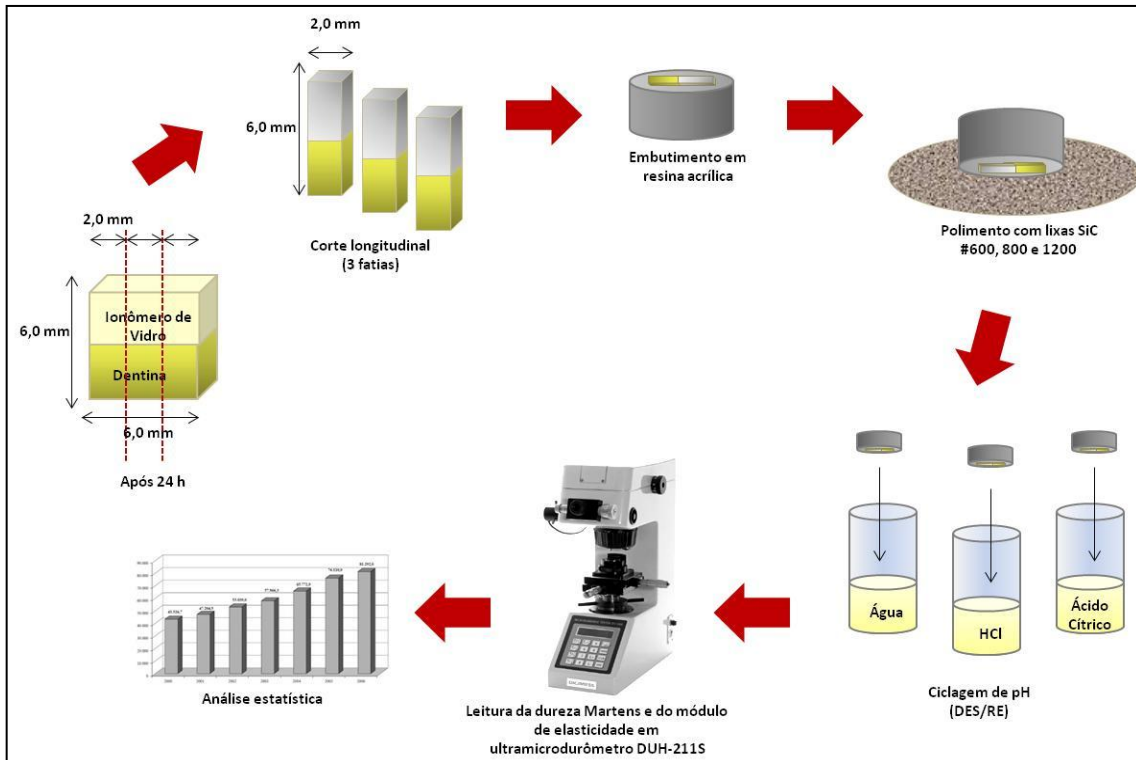 2,0 mm
6,0 mm
Corte longitudinal
(3 fatias)
Embutimento em
resina acrílica
Polimento com lixas SiC
#600, 800 e 1200
2,0 mm
6,0 mm
Ionômero de
Vidro
Dentina
6,0 mm
Após 24 h
Água
HCl
Ácido
Cítrico
Ciclagem de pH
(DES/RE)
Leitura da dureza Martens e do módulo
de elasticidade em
ultramicrodurômetro DUH-211S
Análise estatística